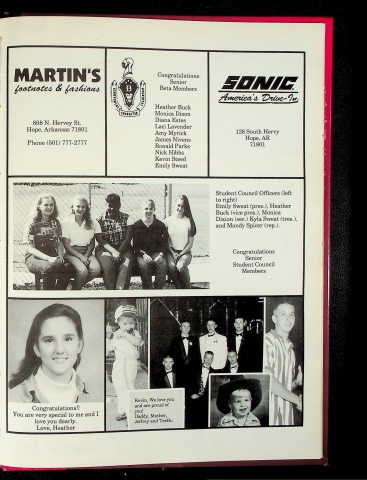 MARTIN'S
footnotes & fashions
808 N. Hervey St.
Hope, Arkansas 71801
Phone (501) 777-2777
Congratulations
Senior
Beta Members
Heather Buck
Monica Dixon
Diana Estes
Laci Lavender
Amy Myrick
James Nivens
Ronald Parks
Nick Hibbs
Kevin Steed
Emily Sweat
SONIC
America's Drive-In
128 South Hervy
Hope, AR
71801
Student Council Officers (left
to right)
Emily Sweat (pres.), Heather
Buck (vice pres.), Monica
Dixion (sec.) Kyla Sweat (tres.),
and Mandy Spicer (rep.).
Congratulations
Senior
Student Council
Members
Congratulations!!
You are very special to me and I
love you dearly.
Love, Heather
Kevin, We love you
and are proud of
you!
Daddy, Mother,
Jeffrey and